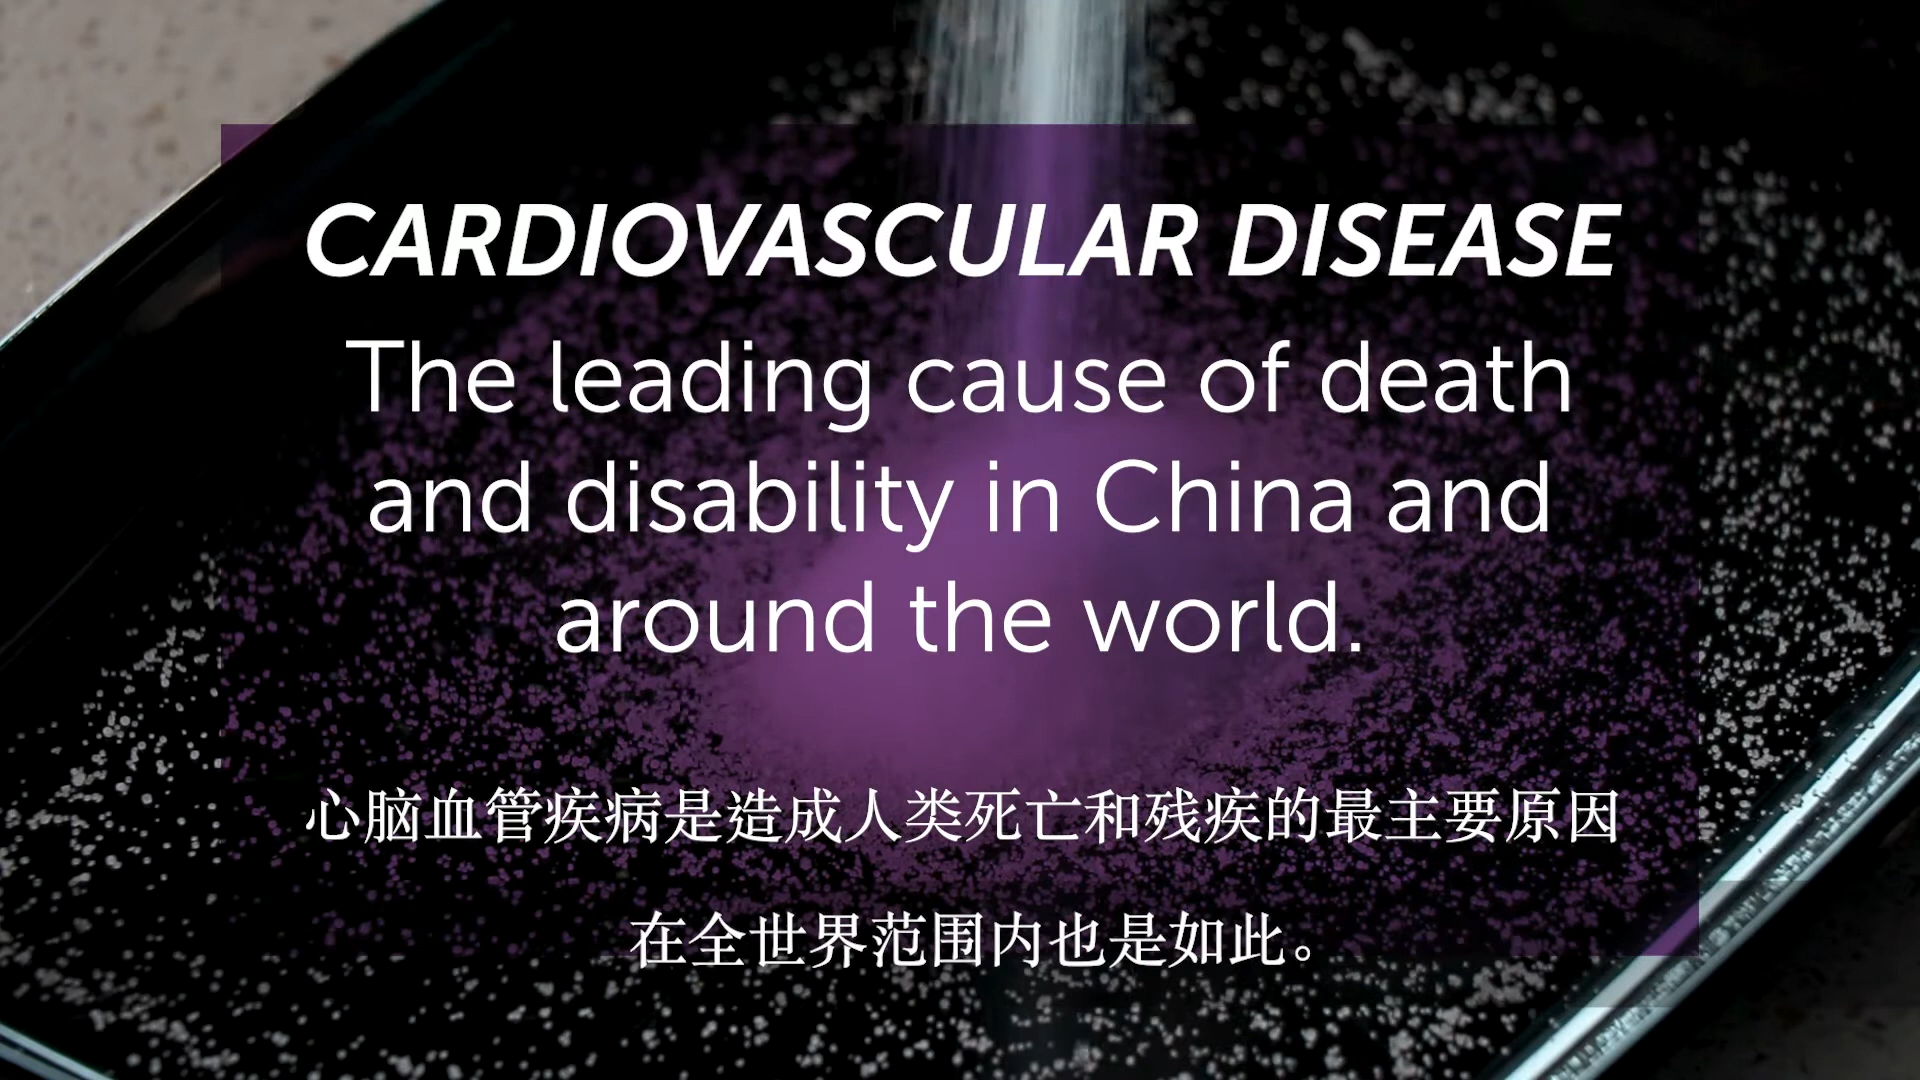 CARDIOVASCULAR DISEASE
The leading cause of death
and disability in China and
around the world.
心脑血管疾病是造成人类死亡和残疾的最主要原因
在全世界范围内也是如此。